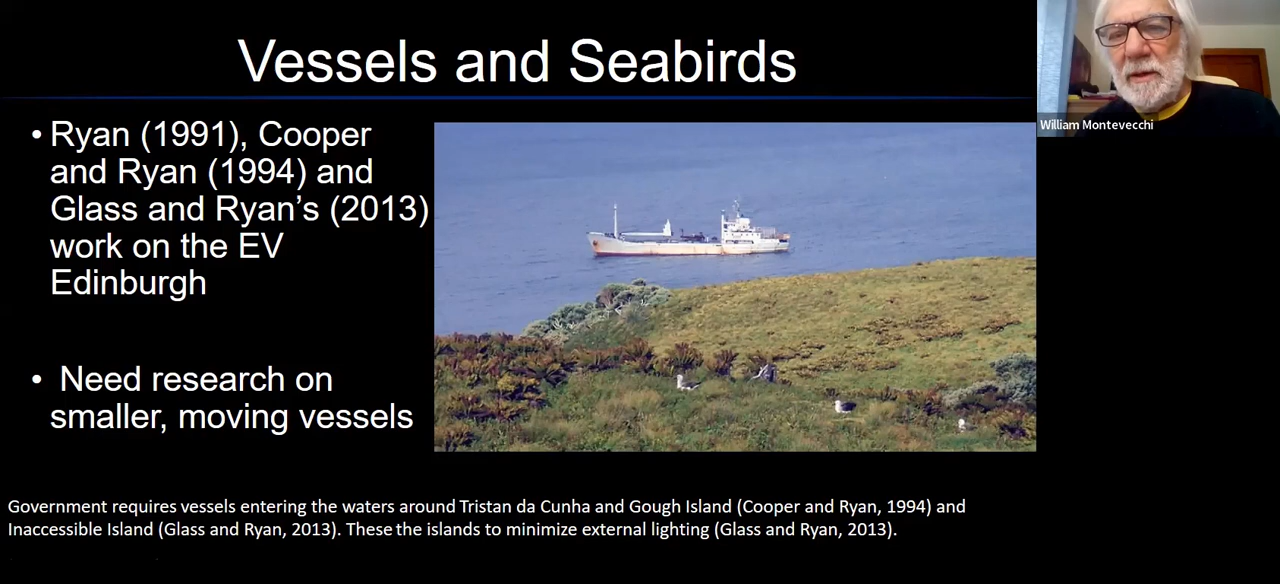 Vessels and Seabirds
William Montevecchi
• Ryan (1991), Cooper
and Ryan (1994) and
Glass and Ryan’s (2013)
work on the EV
Edinburgh
• Need research on
smaller, moving vessels
Government requires vessels entering the waters around Tristan da Cunha and Gough Island (Cooper and Ryan, 1994) and
Inaccessible Island (Glass and Ryan, 2013). These the islands to minimize external lighting (Glass and Ryan, 2013).